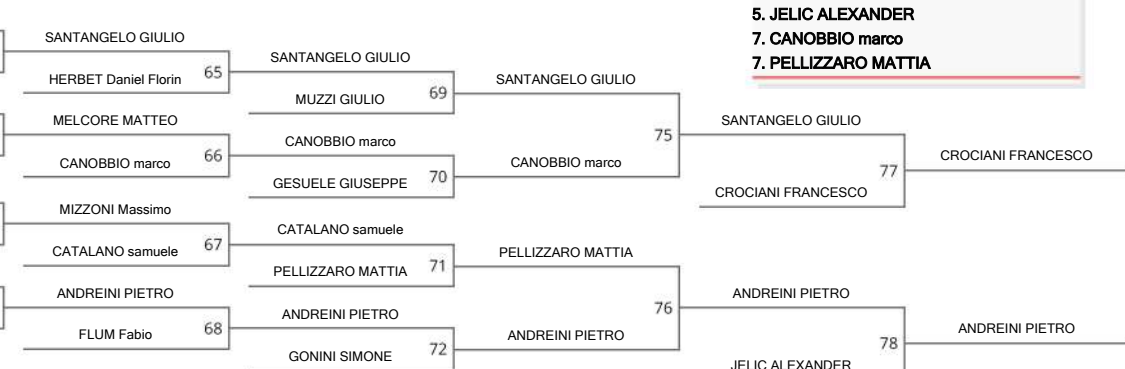 5. JELIC ALEXANDER
7. CANOBBIO marco
7. PELLIZZARO MATTIA
SANTANGELO GIULIO
HERBET Daniel Florin
65
MELCORE MATTEO
CANOBBIO marco
66
MIZZONI Massimo
CATALANO samuele
67
ANDREINI PIETRO
FLUM Fabio
68
SANTANGELO GIULIO
MUZZI GIULIO
69
CANOBBIO marco
GESUELE GIUSEPPE
70
CATALANO samuele
PELLIZZARO MATTIA
71
ANDREINI PIETRO
GONINI SIMONE
72
SANTANGELO GIULIO
CANOBBIO marco
75
PELLIZZARO MATTIA
ANDREINI PIETRO
76
SANTANGELO GIULIO
CROCIANI FRANCESCO
77
ANDREINI PIETRO
JELIC ALEXANDER
78
CROCIANI FRANCESCO
ANDREINI PIETRO